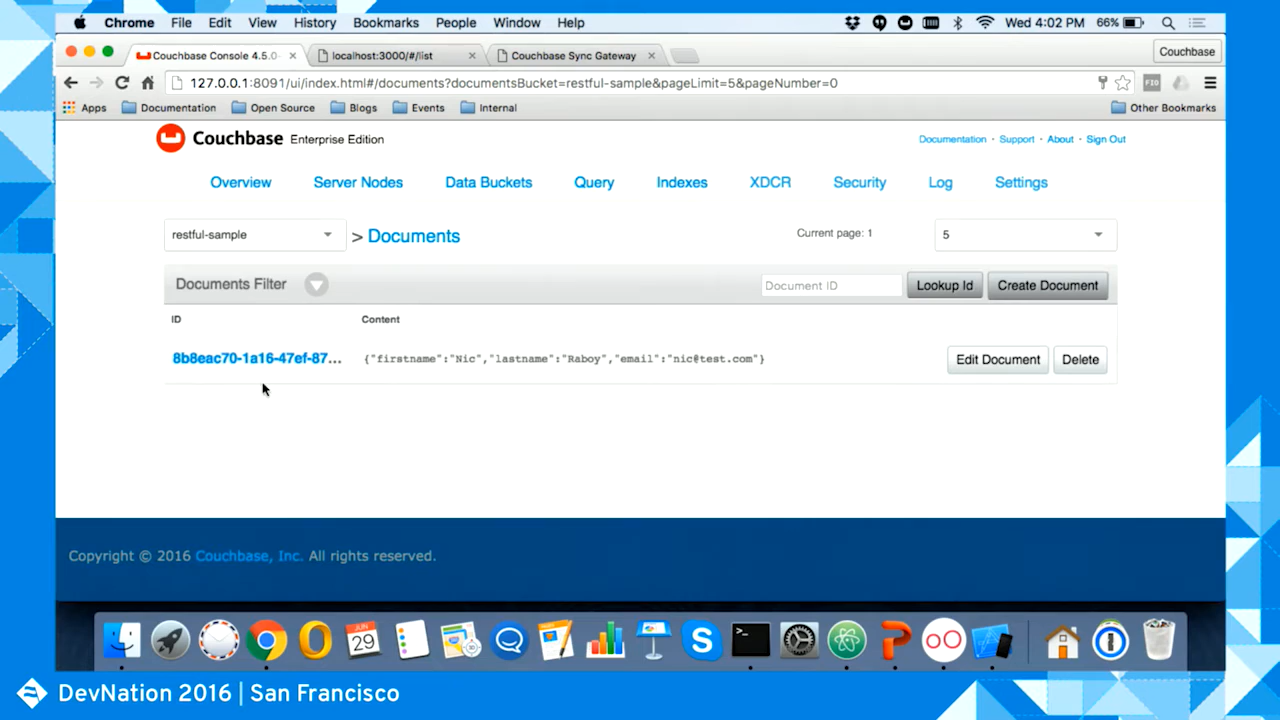 Chrome File Edit View History Bookmarks People Window Help Wed 4:02 PM 66%
Couchbase Console 4.5.0 localhost:3000/#/list Couchbase Sync Gateway Couchbase
127.0.0.1:8091/ui/index.html#/documents?documentsBucket=restful-sample&pageLimit=5&pageNumber=0 FIO
Apps Documentation Open Source Blogs Events Internal Other Bookmarks
Couchbase Enterprise Edition Documentation · Support · About · Sign Out
Overview Server Nodes Data Buckets Query Indexes XDCR Security Log Settings
restful-sample > Documents Current page: 1 5
Documents Filter Document ID Lookup Id Create Document
ID Content
8b8eac70-1a16-47ef-87... {"firstname":"Nic","lastname":"Raboy","email":"nic@test.com"} Edit Document Delete
Copyright © 2016 Couchbase, Inc. All rights reserved.
JUN
29
DevNation 2016 | San Francisco